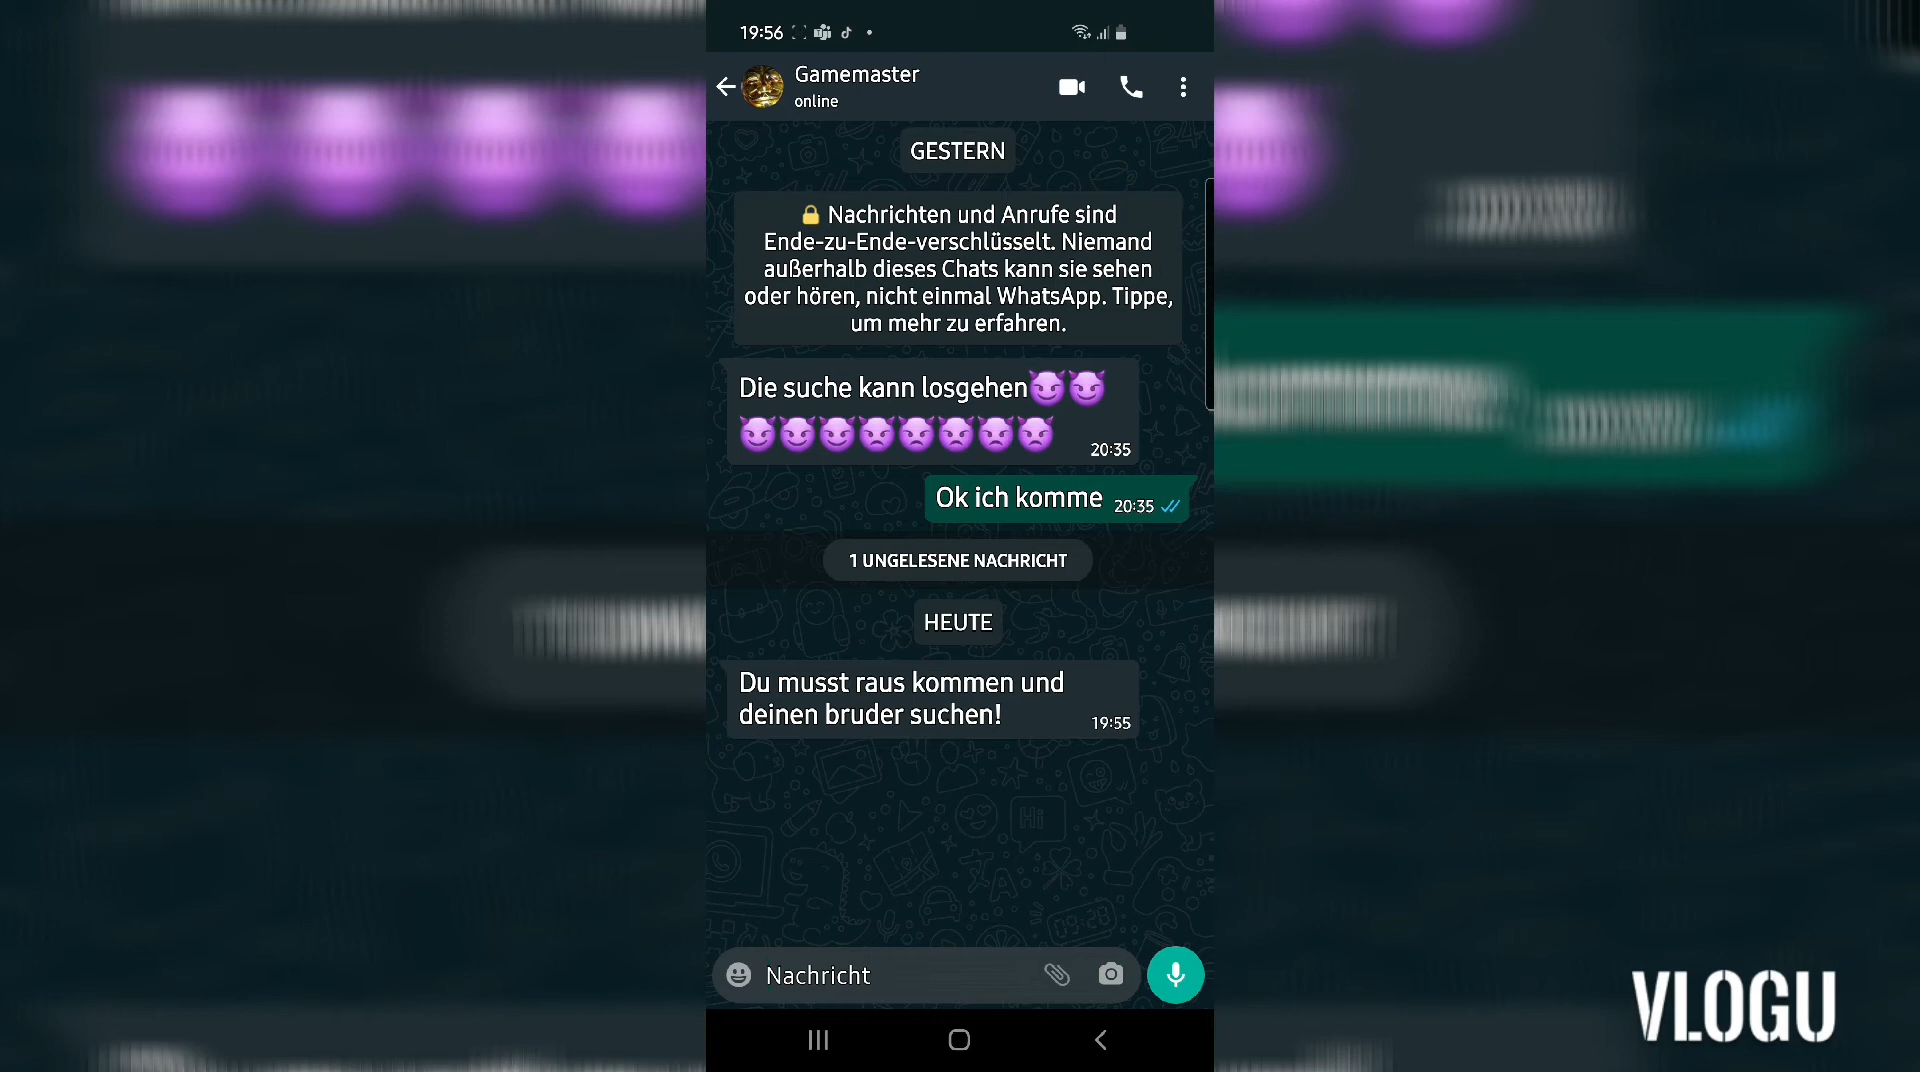 19:56
Gamemaster
online
GESTERN
🔒 Nachrichten und Anrufe sind
Ende-zu-Ende-verschlüsselt. Niemand
außerhalb dieses Chats kann sie sehen
oder hören, nicht einmal WhatsApp. Tippe,
um mehr zu erfahren.
Die suche kann losgehen😈😈
😈😈😈👿👿👿👿👿 20:35
Ok ich komme 20:35
1 UNGELESENE NACHRICHT
HEUTE
Du musst raus kommen und
deinen bruder suchen! 19:55
Nachricht
VLOGU